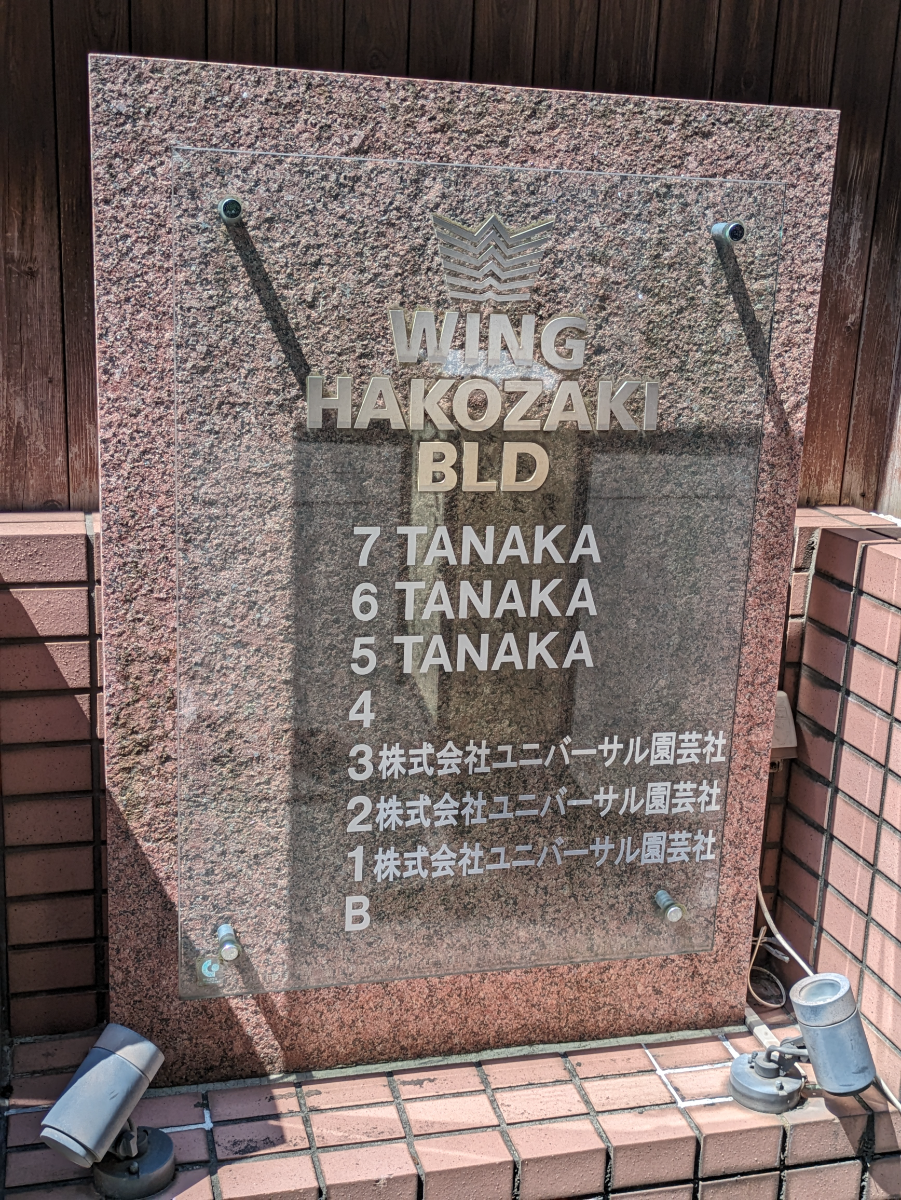 WING
HAKOZAKI
BLD
7 TANAKA
6 TANAKA
5 TANAKA
4
3 株式会社ユニバーサル園芸社
2 株式会社ユニバーサル園芸社
1 株式会社ユニバーサル園芸社
B